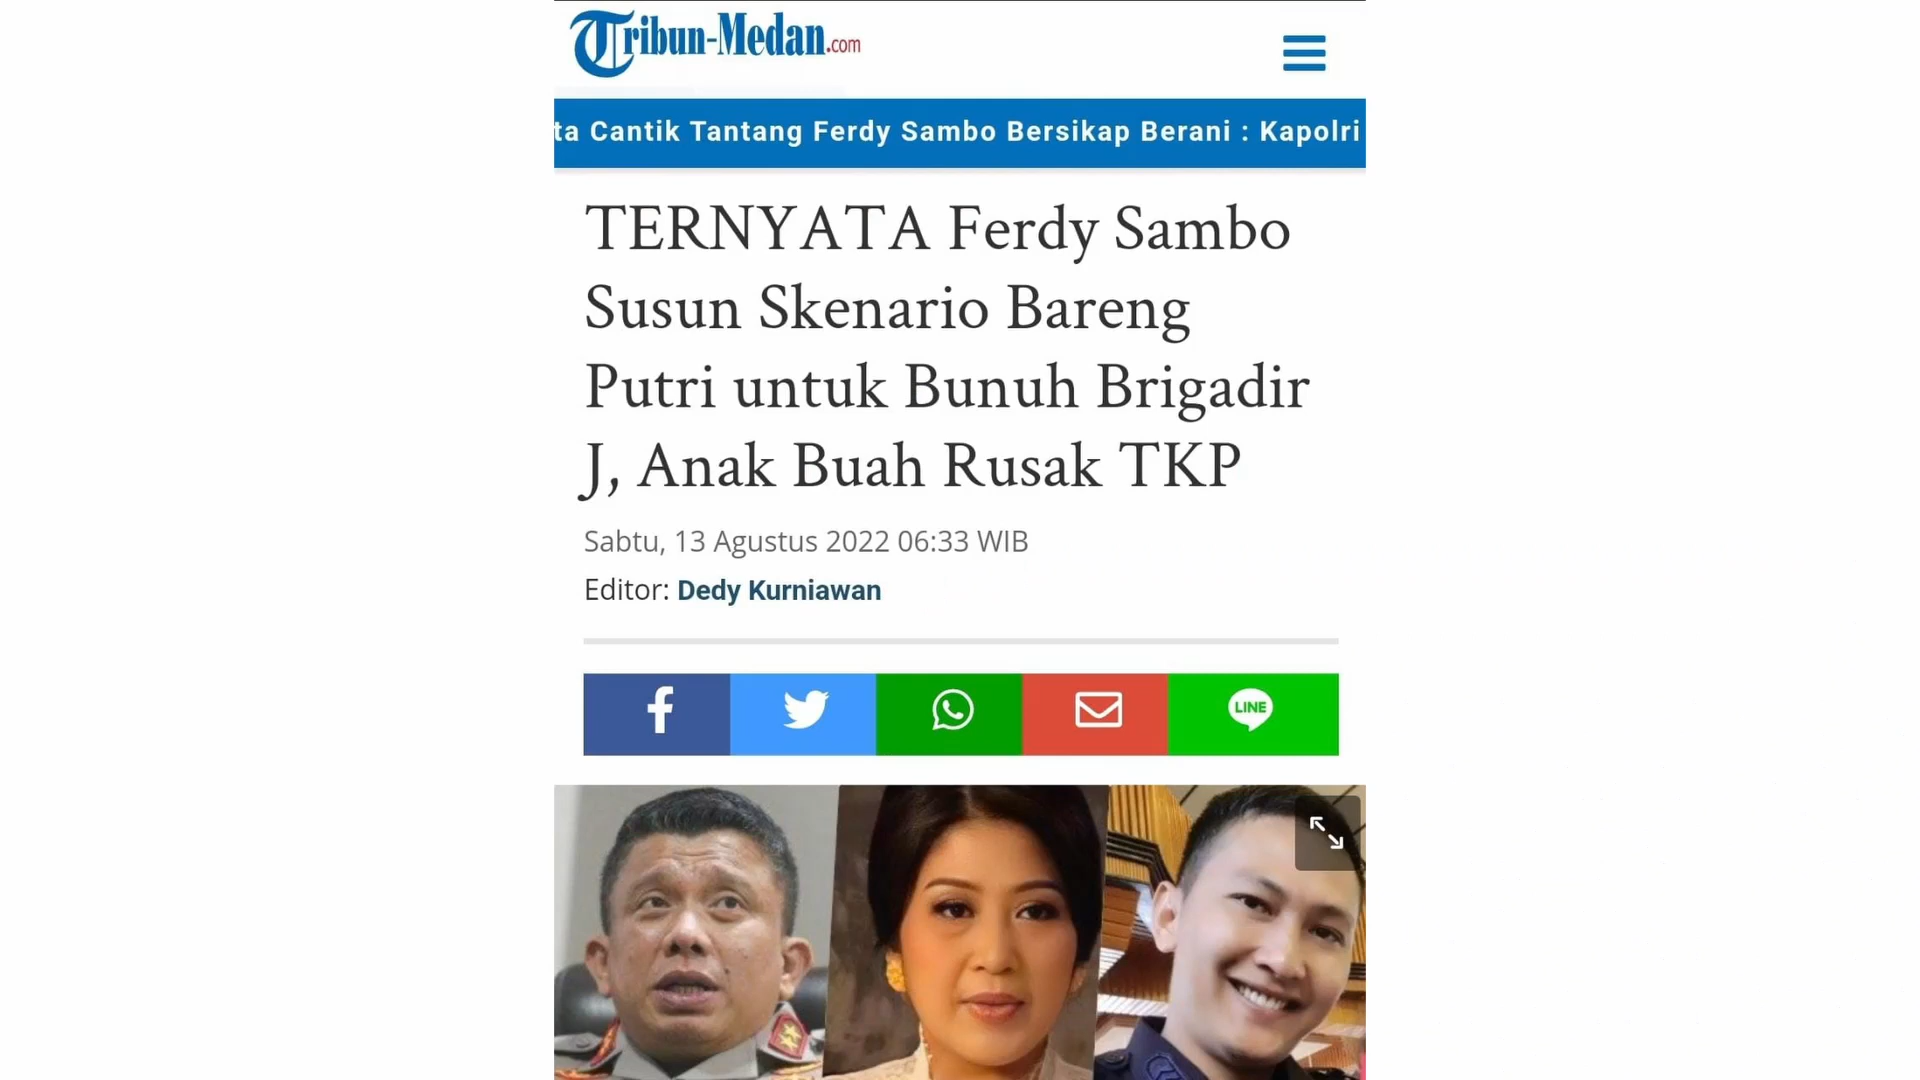 Tribun-Medan.com
ta Cantik Tantang Ferdy Sambo Bersikap Berani : Kapolri
TERNYATA Ferdy Sambo
Susun Skenario Bareng
Putri untuk Bunuh Brigadir
J, Anak Buah Rusak TKP
Sabtu, 13 Agustus 2022 06:33 WIB
Editor: Dedy Kurniawan
LINE